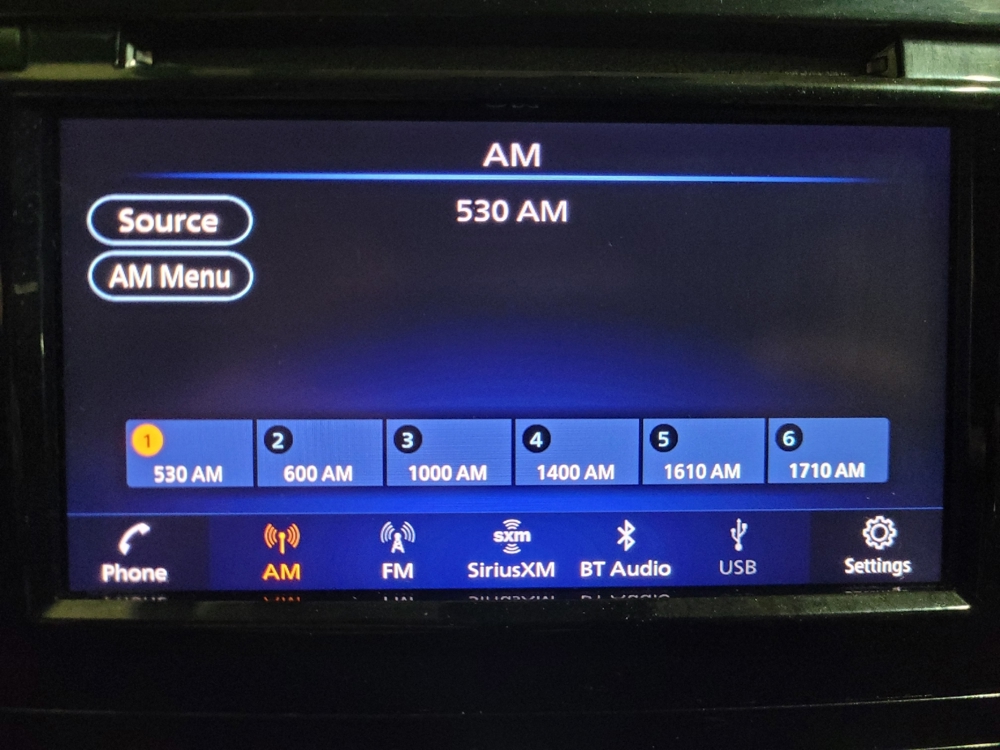 AM
530 AM
Source
AM Menu
1
530 AM
2
600 AM
3
1000 AM
4
1400 AM
5
1610 AM
6
1710 AM
Phone
AM
FM
sxm
SiriusXM
BT Audio
USB
Settings